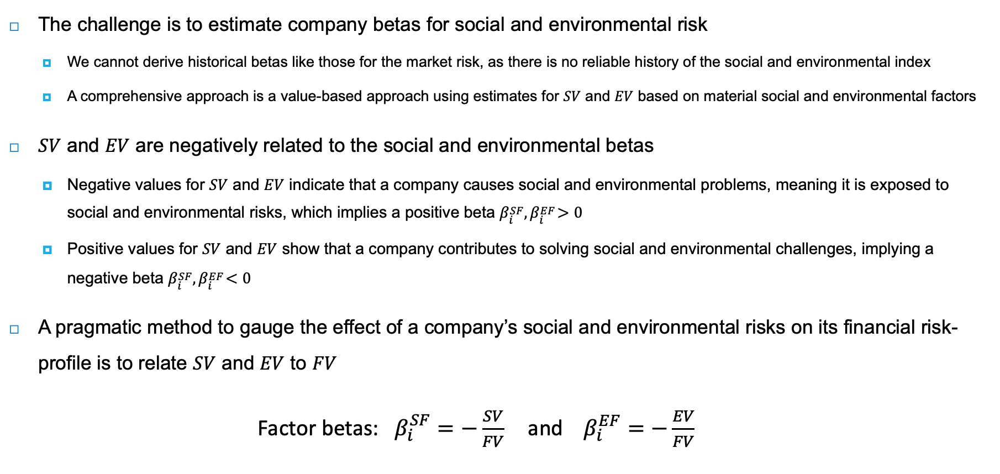 The challenge is to estimate company betas for social and environmental risk
We cannot derive historical betas like those for the market risk, as there is no reliable history of the social and environmental index
A comprehensive approach is a value-based approach using estimates for SV and EV based on material social and environmental factors
SV and EV are negatively related to the social and environmental betas
Negative values for SV and EV indicate that a company causes social and environmental problems, meaning it is exposed to
social and environmental risks, which implies a positive beta β_i^{SF}, β_i^{EF} > 0
Positive values for SV and EV show that a company contributes to solving social and environmental challenges, implying a
negative beta β_i^{SF}, β_i^{EF} < 0
A pragmatic method to gauge the effect of a company’s social and environmental risks on its financial risk-
profile is to relate SV and EV to FV
Factor betas: β_i^{SF} = −SV/FV and β_i^{EF} = −EV/FV